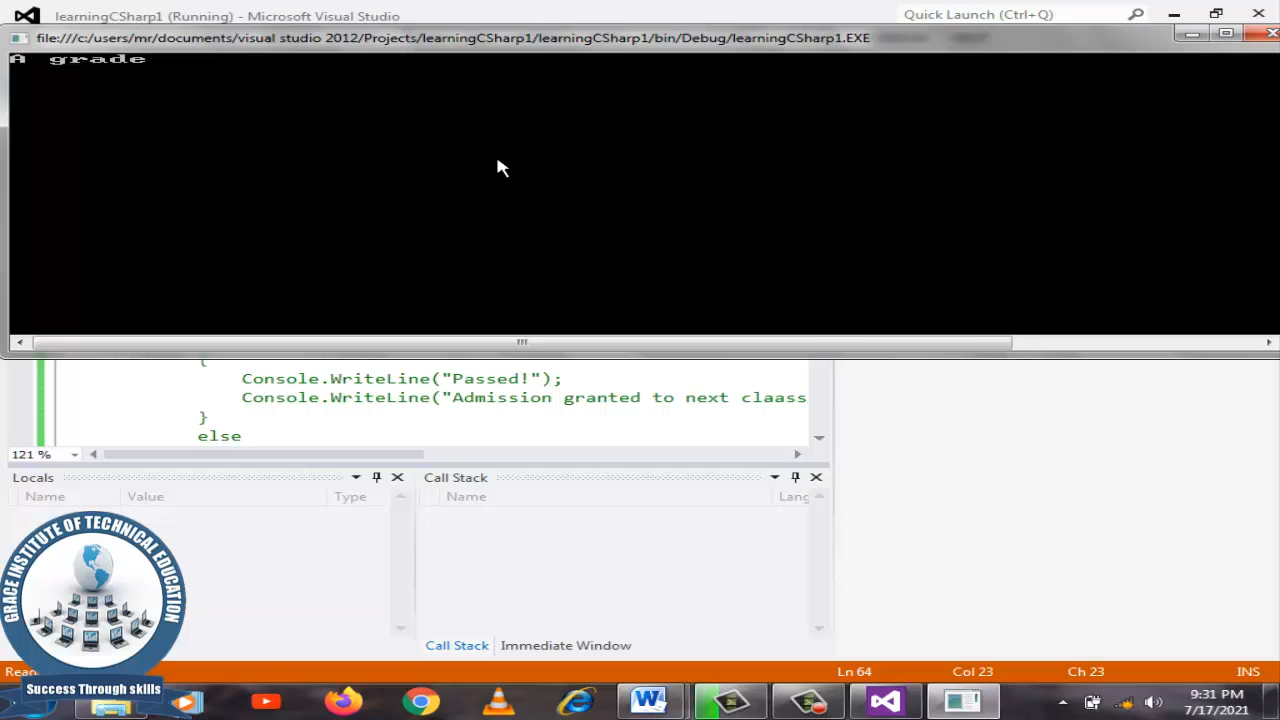 learningCSharp1 (Running) - Microsoft Visual Studio
Quick Launch (Ctrl+Q)
file:///c:/users/mr/documents/visual studio 2012/Projects/learningCSharp1/learningCSharp1/bin/Debug/learningCSharp1.EXE
A grade
{
Console.WriteLine("Passed!");
Console.WriteLine("Admission granted to next claass
}
else
121 %
Locals
Call Stack
Name Value Type
Name Lang
GRACE INSTITUTE OF TECHNICAL EDUCATION
Success Through skills
Call Stack
Immediate Window
Ln 64
Col 23
Ch 23
INS
9:31 PM
7/17/2021